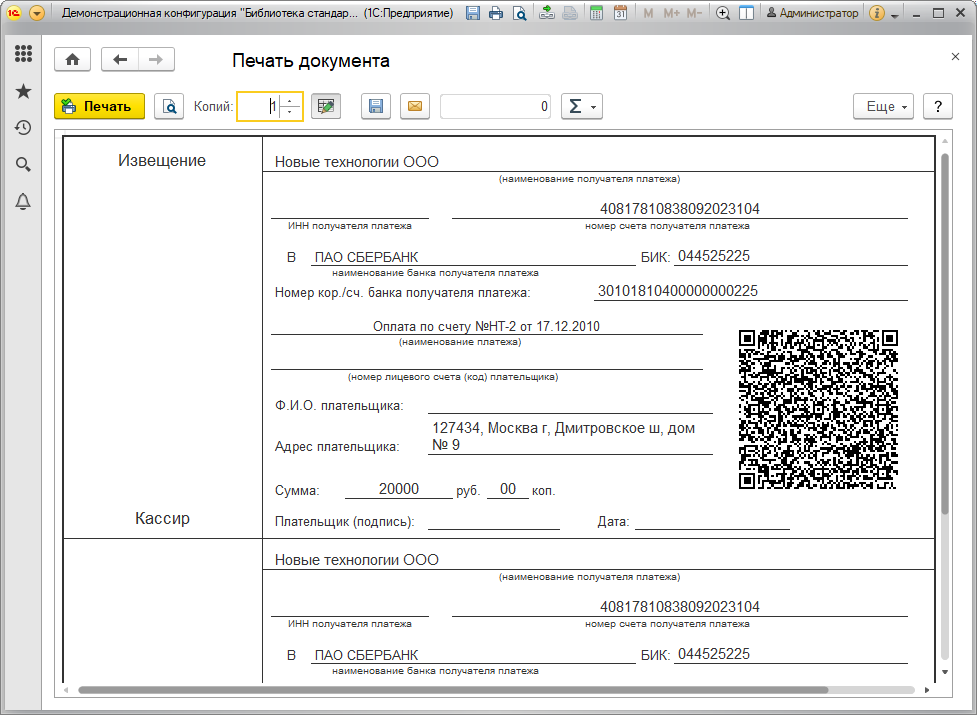 Демонстрационная конфигурация "Библиотека стандар... (1С:Предприятие) M M+ M- Администратор
Печать документа
Печать Копий: 1 0 Σ Еще ?
Извещение
Новые технологии ООО
(наименование получателя платежа)
40817810838092023104
ИНН получателя платежа номер счета получателя платежа
В ПАО СБЕРБАНК БИК: 044525225
наименование банка получателя платежа
Номер кор./сч. банка получателя платежа: 30101810400000000225
Оплата по счету №НТ-2 от 17.12.2010
(наименование платежа)
(номер лицевого счета (код) плательщика)
Ф.И.О. плательщика:
127434, Москва г, Дмитровское ш, дом
Адрес плательщика: № 9
Сумма: 20000 руб. 00 коп.
Кассир
Плательщик (подпись): Дата:
Новые технологии ООО
(наименование получателя платежа)
40817810838092023104
ИНН получателя платежа номер счета получателя платежа
В ПАО СБЕРБАНК БИК: 044525225
наименование банка получателя платежа